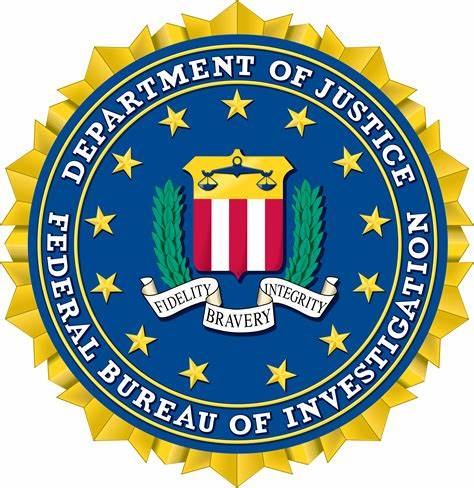 DEPARTMENT OF JUSTICE
FIDELITY
BRAVERY
INTEGRITY
FEDERAL BUREAU OF INVESTIGATION